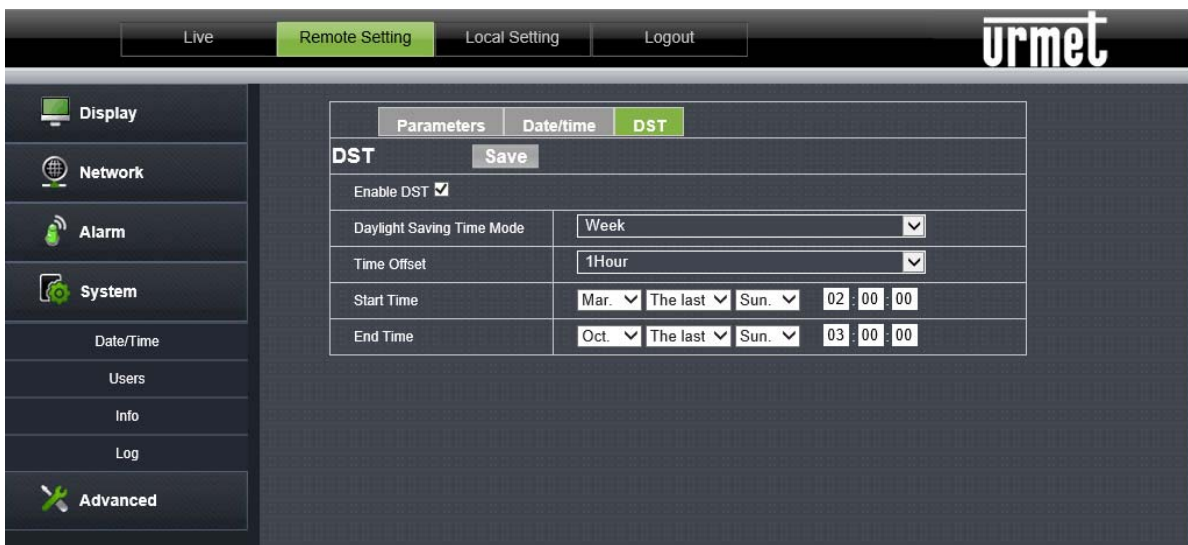 Live Remote Setting Local Setting Logout urmet
Display
Network
Alarm
System
Date/Time
Users
Info
Log
Advanced
Parameters Date/time DST
DST Save
Enable DST
Daylight Saving Time Mode Week
Time Offset 1Hour
Start Time Mar. The last Sun. 02 : 00 : 00
End Time Oct. The last Sun. 03 : 00 : 00